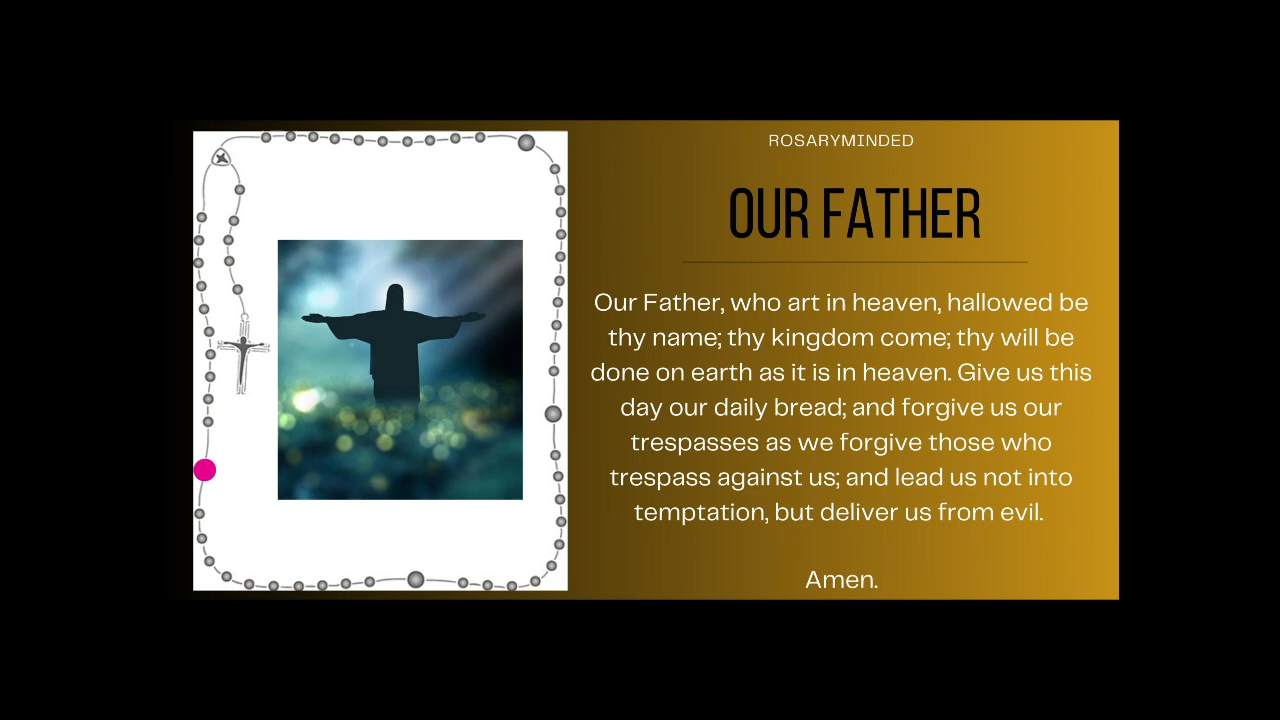 ROSARYMINDED
OUR FATHER
Our Father, who art in heaven, hallowed be
thy name; thy kingdom come; thy will be
done on earth as it is in heaven. Give us this
day our daily bread; and forgive us our
trespasses as we forgive those who
trespass against us; and lead us not into
temptation, but deliver us from evil.
Amen.